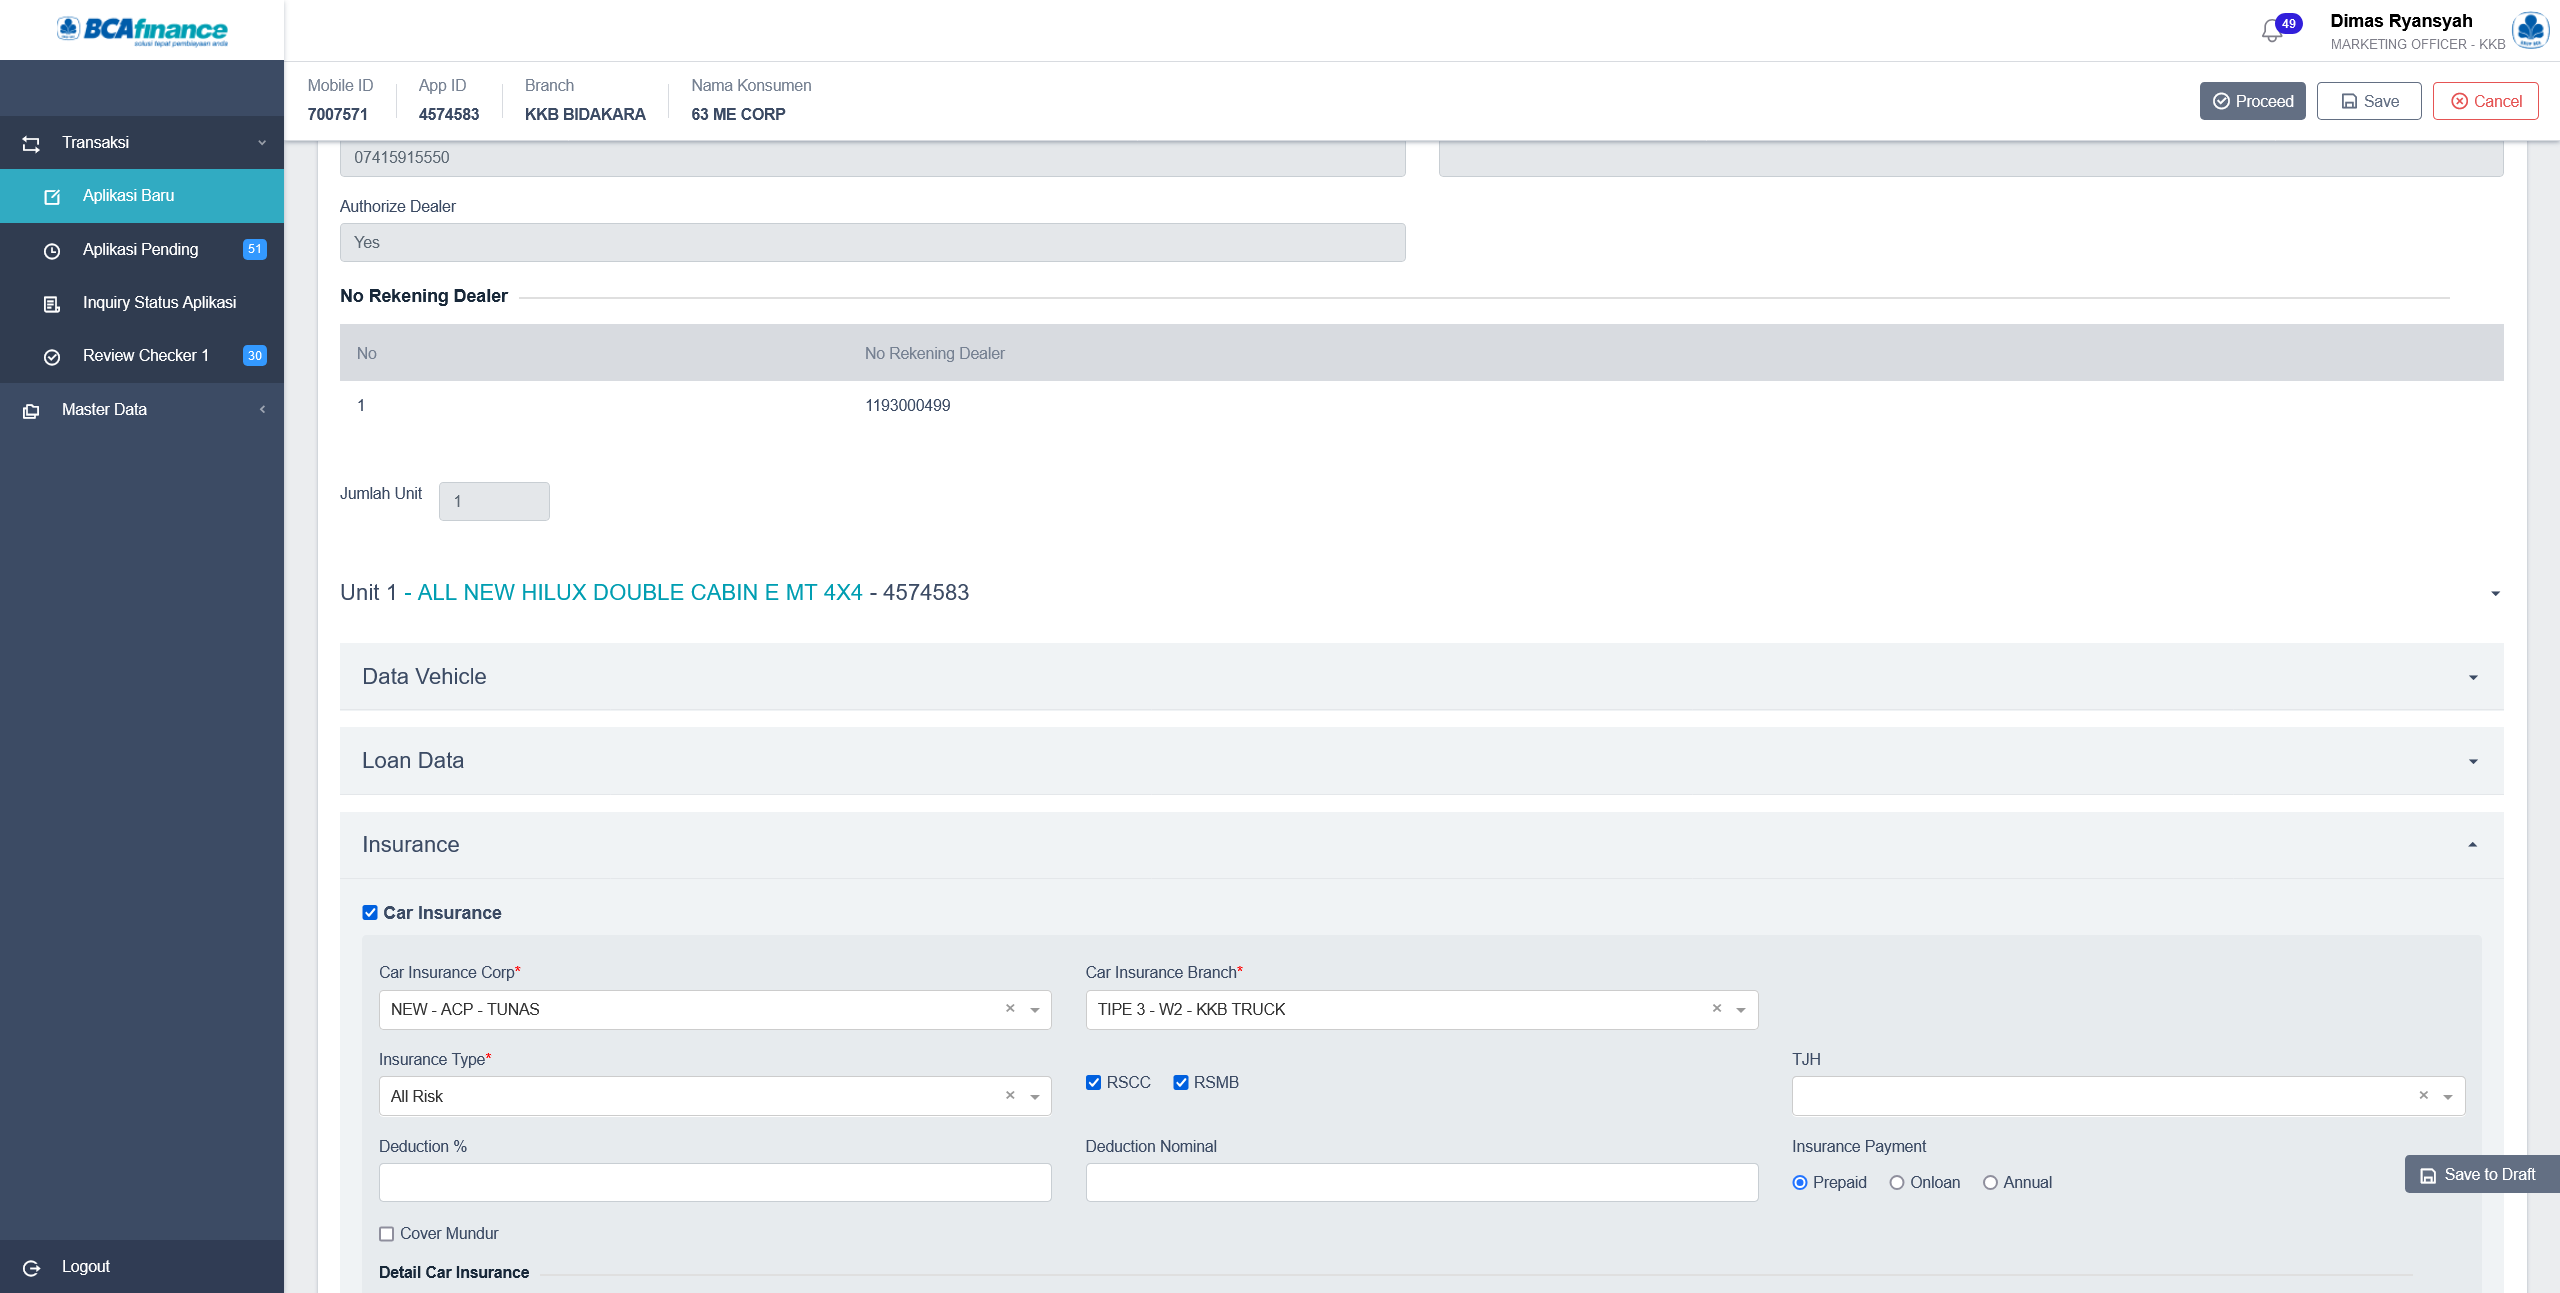 BCAfinance
solusi tepat pembiayaan anda
49
Dimas Ryansyah
MARKETING OFFICER - KKB
Mobile ID
7007571
App ID
4574583
Branch
KKB BIDAKARA
Nama Konsumen
63 ME CORP
Proceed
Save
Cancel
Transaksi
Aplikasi Baru
Aplikasi Pending 51
Inquiry Status Aplikasi
Review Checker 1 30
Master Data
Logout
07415915550
Authorize Dealer
Yes
No Rekening Dealer
No No Rekening Dealer
1 1193000499
Jumlah Unit 1
Unit 1 - ALL NEW HILUX DOUBLE CABIN E MT 4X4 - 4574583
Data Vehicle
Loan Data
Insurance
Car Insurance
Car Insurance Corp* Car Insurance Branch*
NEW - ACP - TUNAS TIPE 3 - W2 - KKB TRUCK
Insurance Type* TJH
All Risk RSCC RSMB
Deduction % Deduction Nominal Insurance Payment
Prepaid Onloan Annual
Save to Draft
Cover Mundur
Detail Car Insurance